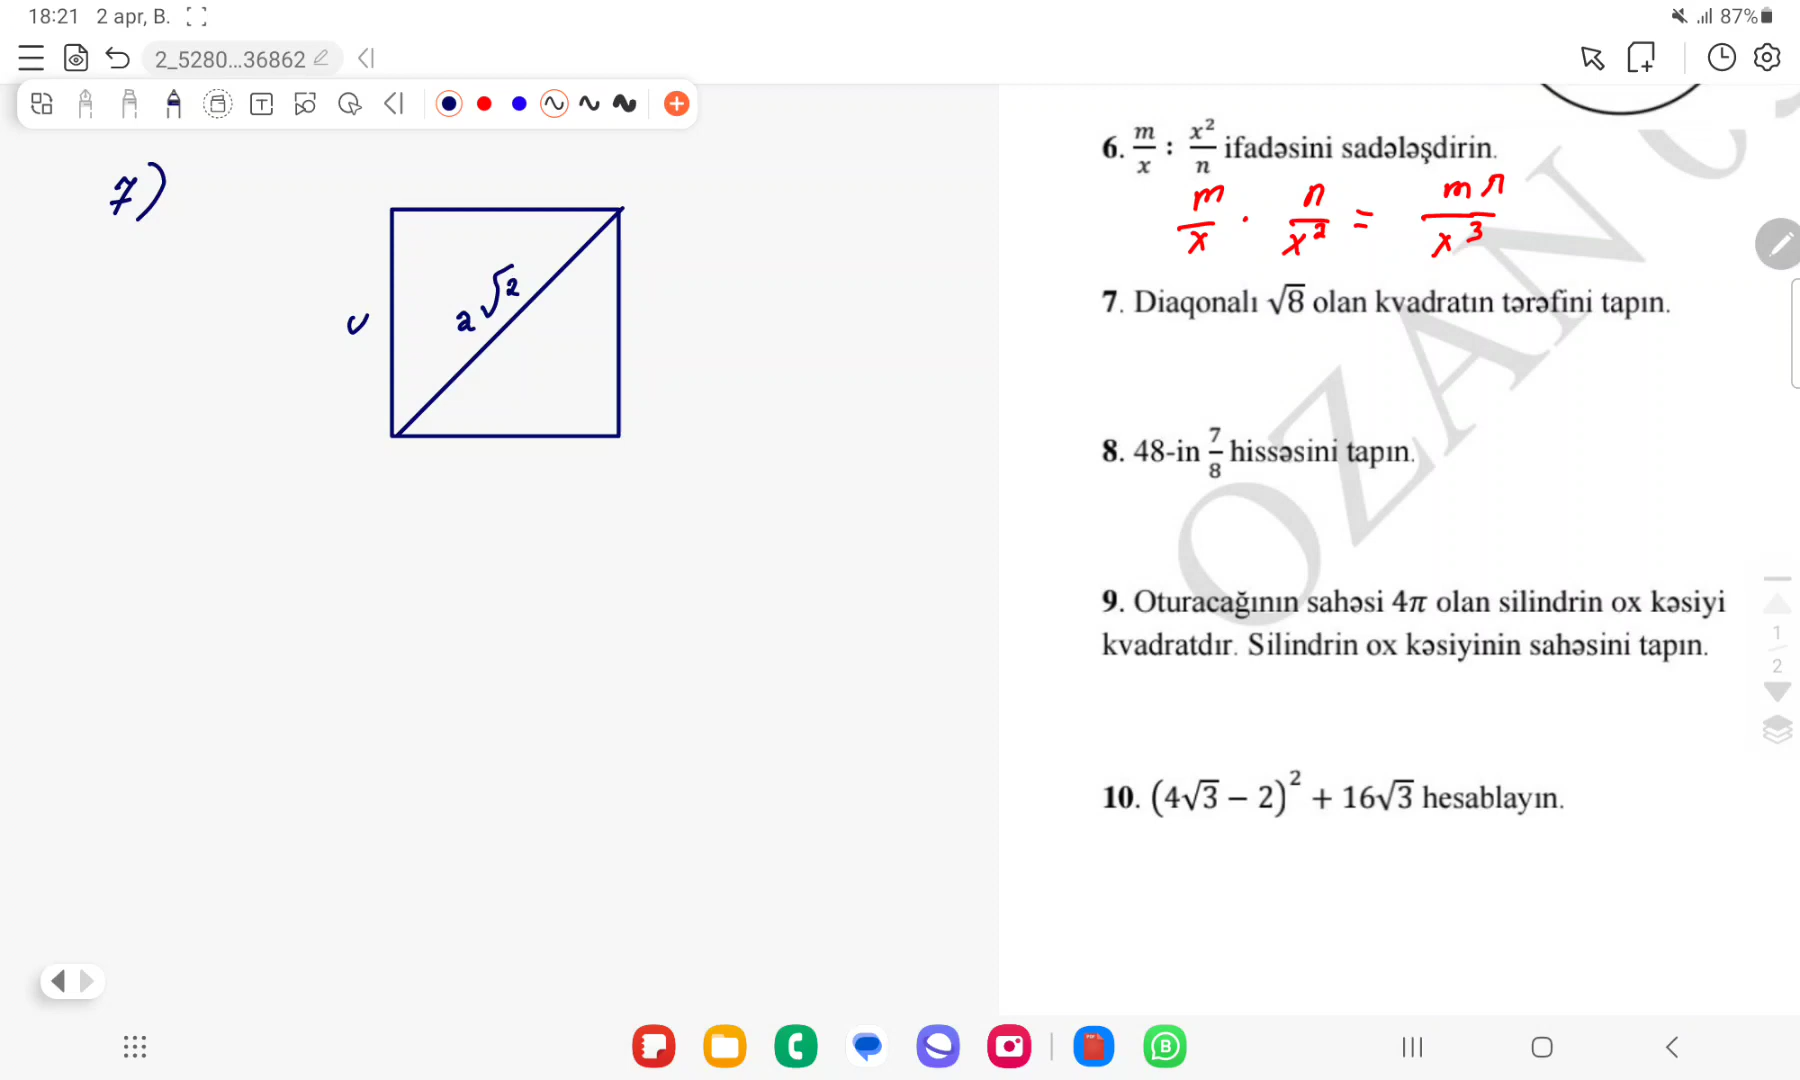 18:21 2 apr, B. 87%
2_5280...36862
7)
a√2
6. m/x : x²/n ifadəsini sadələşdirin.
m/x · n/x² = mn/x³
7. Diaqonalı √8 olan kvadratın tərəfini tapın.
8. 48-in 7/8 hissəsini tapın.
9. Oturacağının sahəsi 4π olan silindrin ox kəsiyi
kvadratdır. Silindrin ox kəsiyinin sahəsini tapın.
10. (4√3 − 2)² + 16√3 hesablayın.
OZAN
1
2